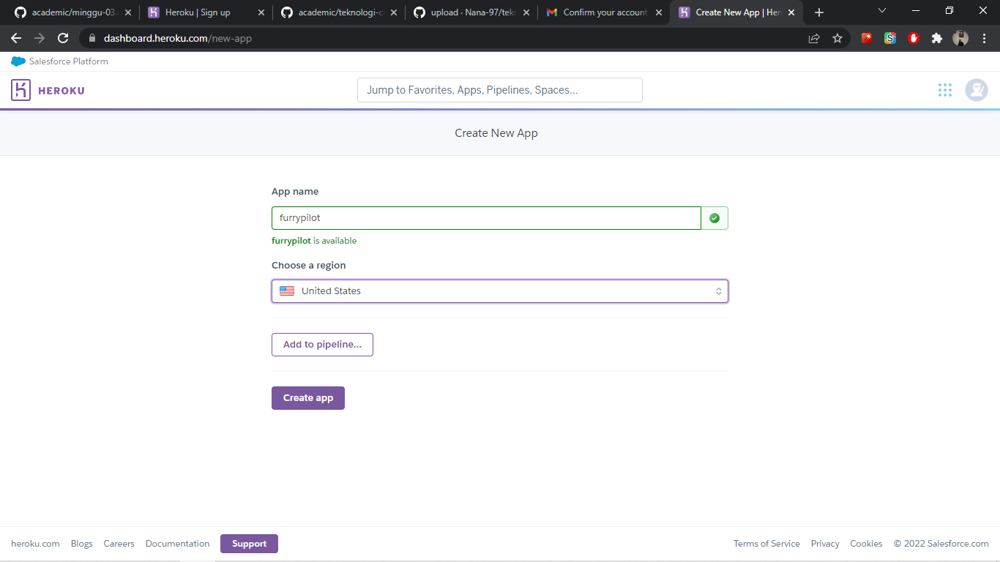 academic/minggu-03.
Heroku | Sign up
academic/teknologi-cl
upload · Nana-97/tekn
Confirm your account
Create New App | Her
dashboard.heroku.com/new-app
Salesforce Platform
HEROKU
Jump to Favorites, Apps, Pipelines, Spaces...
Create New App
App name
furrypilot
furrypilot is available
Choose a region
United States
Add to pipeline...
Create app
heroku.com Blogs Careers Documentation Support Terms of Service Privacy Cookies © 2022 Salesforce.com